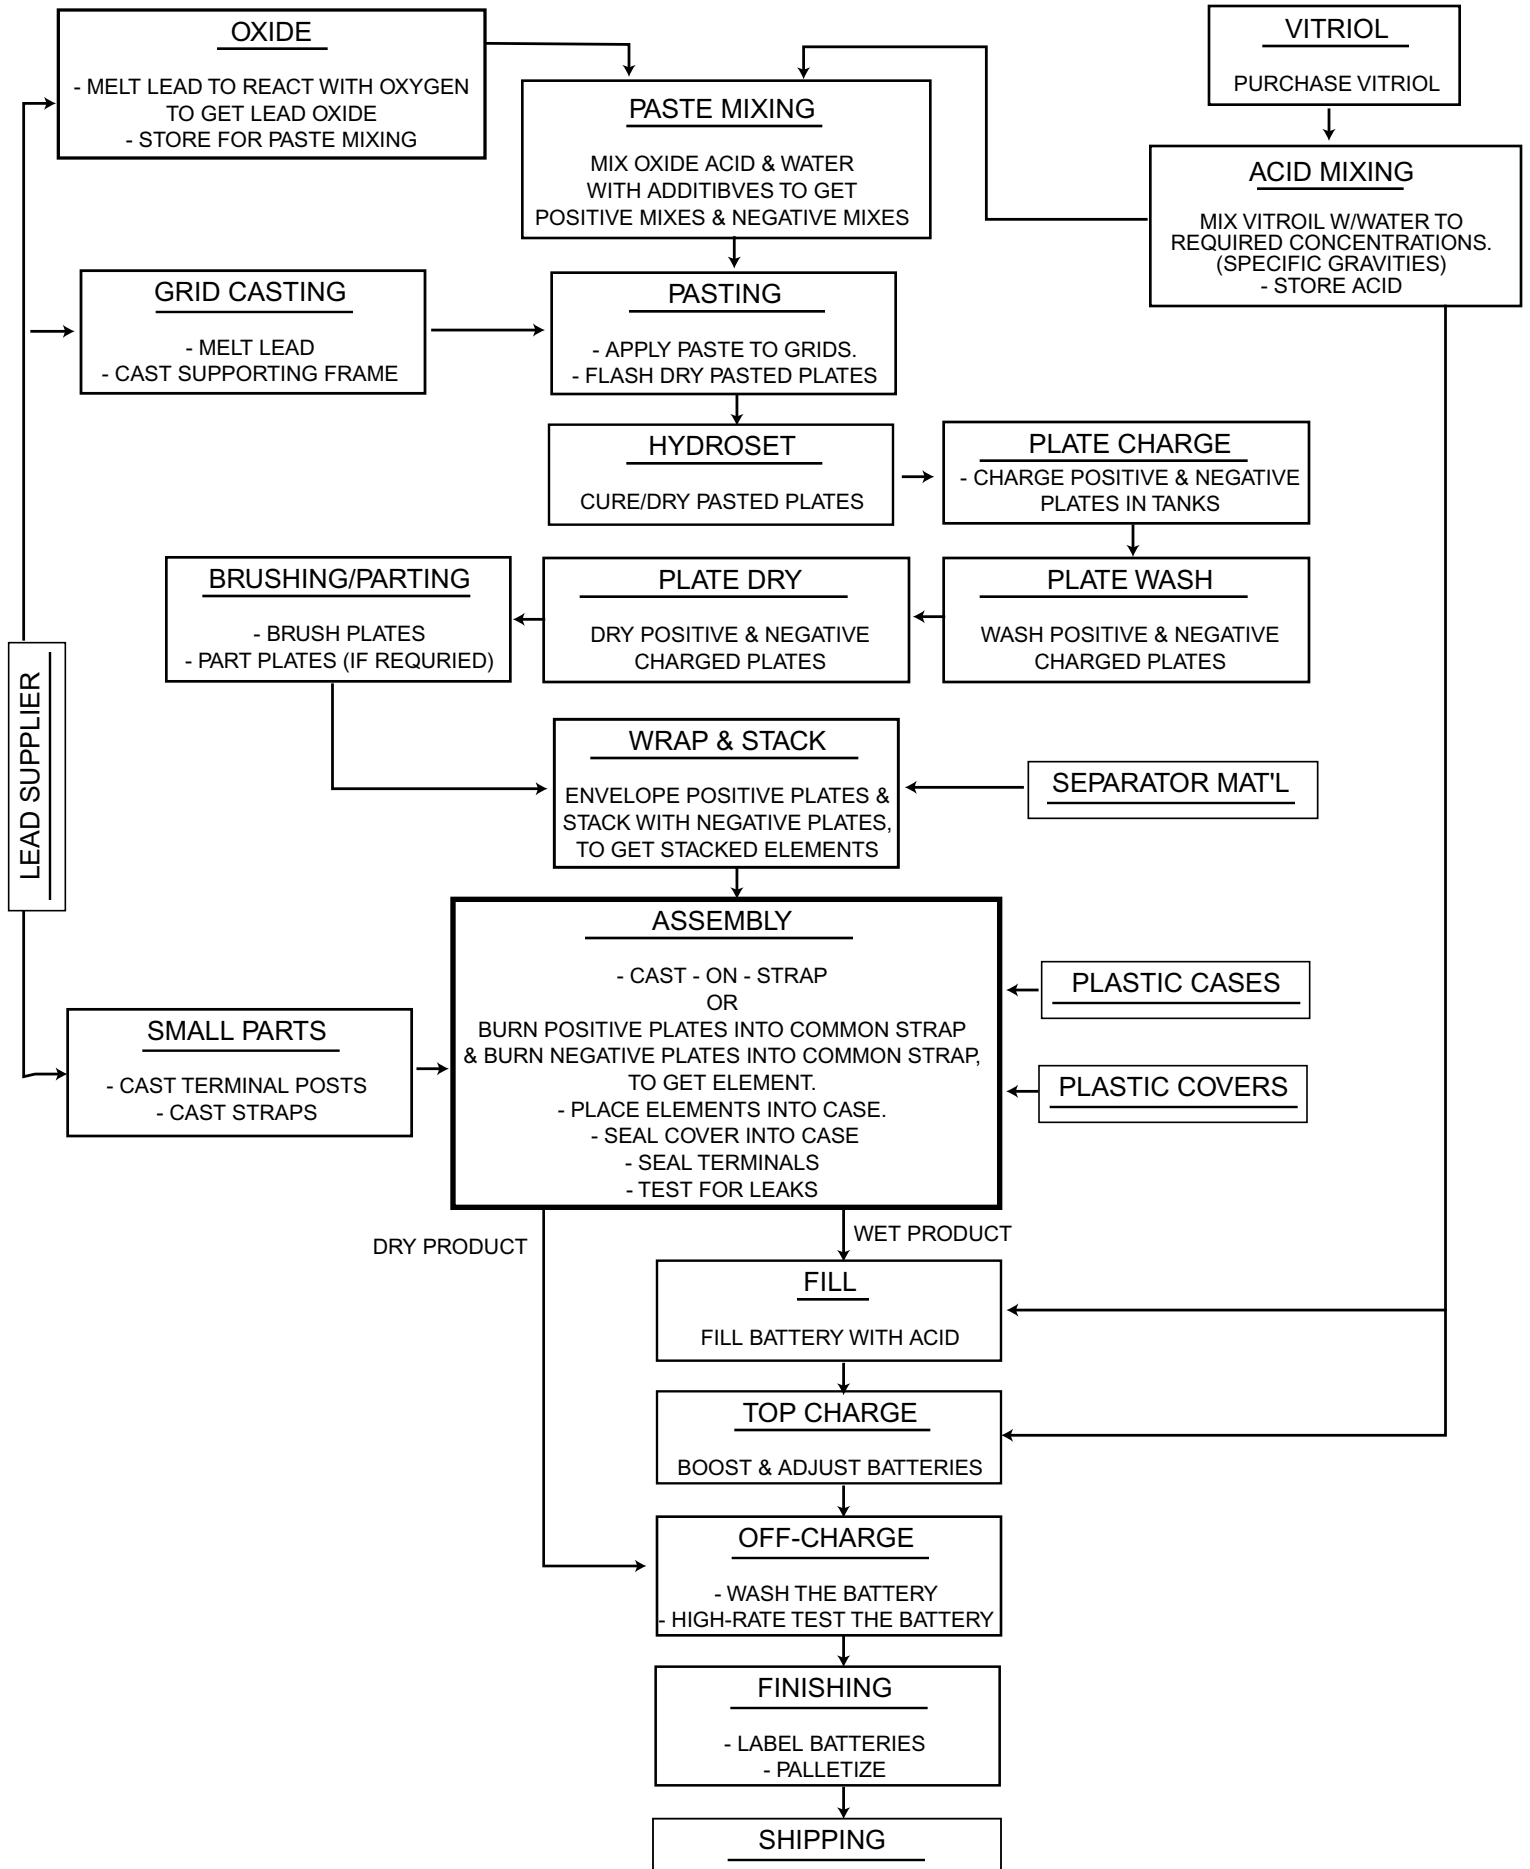 OXIDE
- MELT LEAD TO REACT WITH OXYGEN
TO GET LEAD OXIDE
- STORE FOR PASTE MIXING
VITRIOL
PURCHASE VITRIOL
PASTE MIXING
MIX OXIDE ACID & WATER
WITH ADDITIBVES TO GET
POSITIVE MIXES & NEGATIVE MIXES
ACID MIXING
MIX VITROIL W/WATER TO
REQUIRED CONCENTRATIONS.
(SPECIFIC GRAVITIES)
- STORE ACID
GRID CASTING
- MELT LEAD
- CAST SUPPORTING FRAME
PASTING
- APPLY PASTE TO GRIDS.
- FLASH DRY PASTED PLATES
HYDROSET
CURE/DRY PASTED PLATES
PLATE CHARGE
- CHARGE POSITIVE & NEGATIVE
PLATES IN TANKS
BRUSHING/PARTING
- BRUSH PLATES
- PART PLATES (IF REQURIED)
PLATE DRY
DRY POSITIVE & NEGATIVE
CHARGED PLATES
PLATE WASH
WASH POSITIVE & NEGATIVE
CHARGED PLATES
LEAD SUPPLIER
WRAP & STACK
ENVELOPE POSITIVE PLATES &
STACK WITH NEGATIVE PLATES,
TO GET STACKED ELEMENTS
SEPARATOR MAT'L
ASSEMBLY
- CAST - ON - STRAP
OR
BURN POSITIVE PLATES INTO COMMON STRAP
& BURN NEGATIVE PLATES INTO COMMON STRAP,
TO GET ELEMENT.
- PLACE ELEMENTS INTO CASE.
- SEAL COVER INTO CASE
- SEAL TERMINALS
- TEST FOR LEAKS
PLASTIC CASES
PLASTIC COVERS
SMALL PARTS
- CAST TERMINAL POSTS
- CAST STRAPS
DRY PRODUCT
WET PRODUCT
FILL
FILL BATTERY WITH ACID
TOP CHARGE
BOOST & ADJUST BATTERIES
OFF-CHARGE
- WASH THE BATTERY
- HIGH-RATE TEST THE BATTERY
FINISHING
- LABEL BATTERIES
- PALLETIZE
SHIPPING